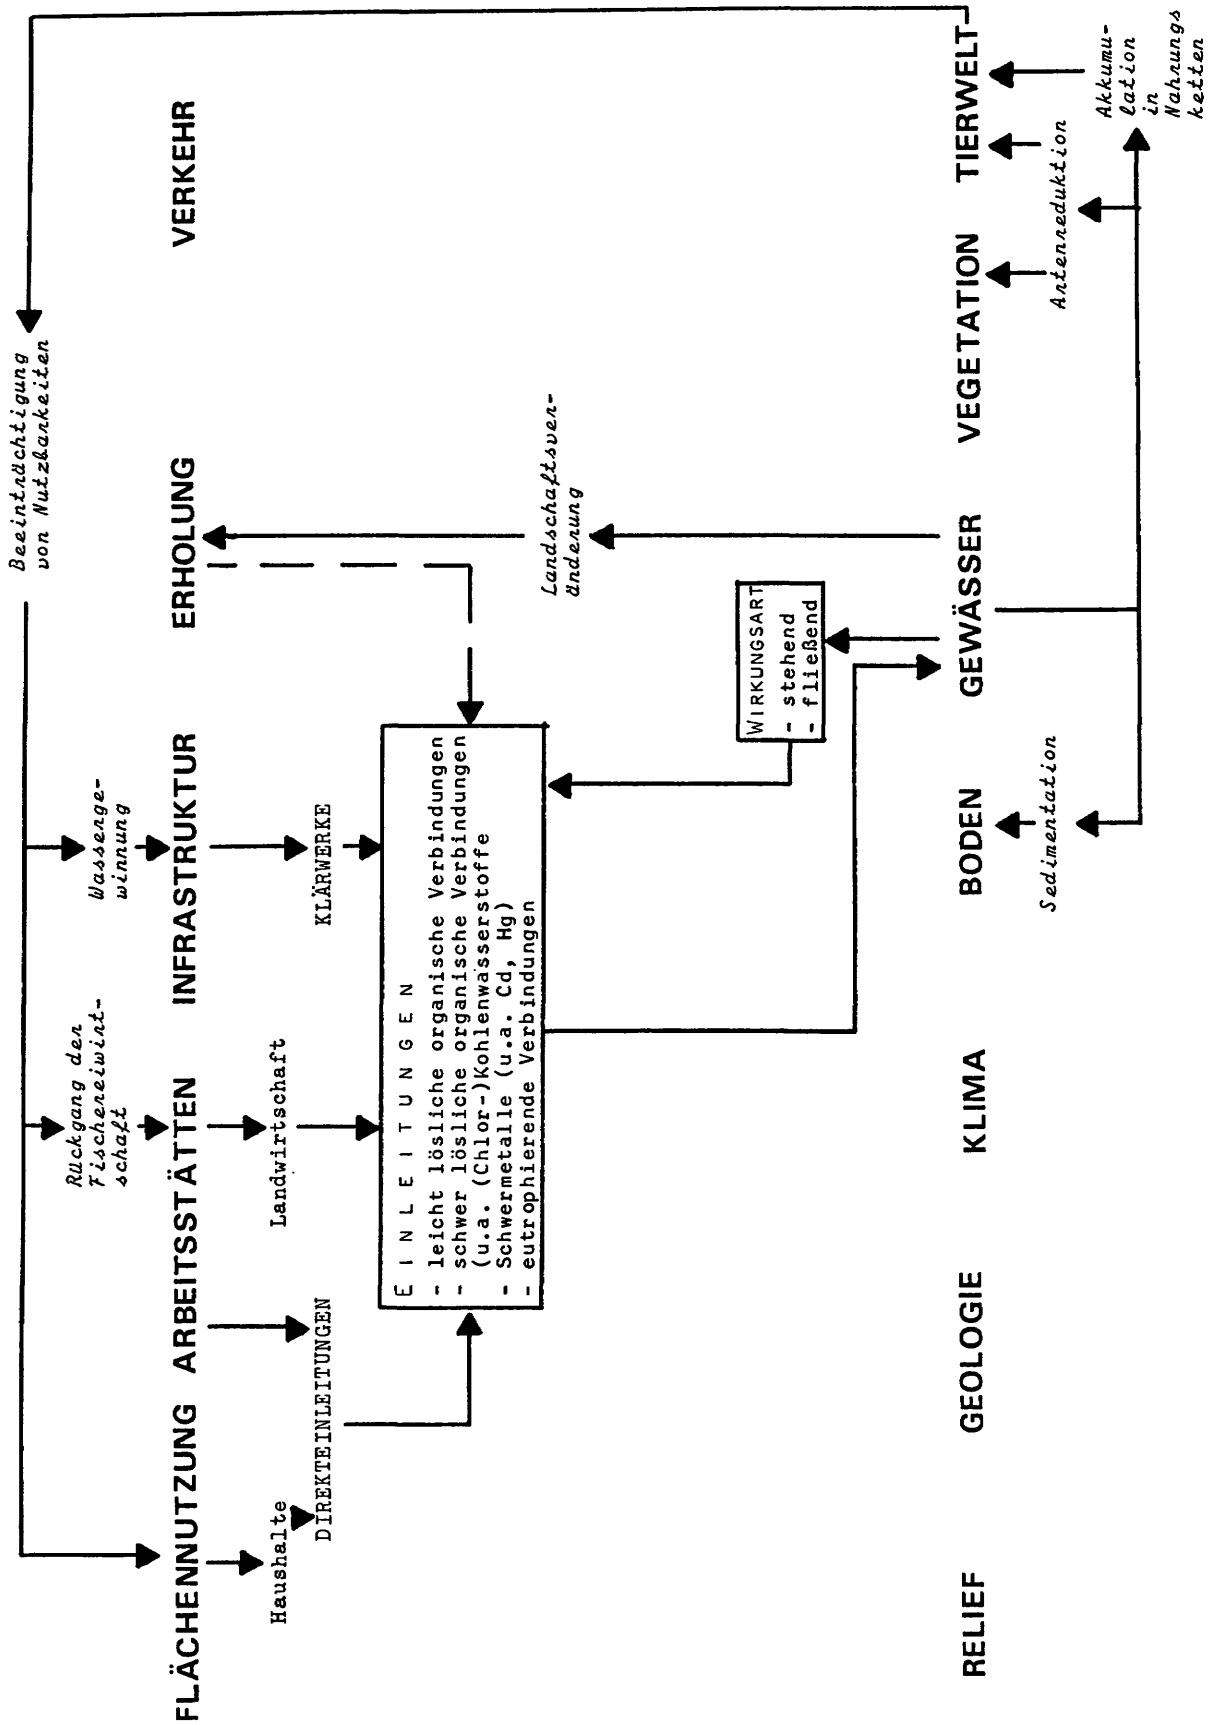 Beeinträchtigung
von Nutzbarkeiten
Rückgang der
Fischereiwirt-
schaft
Wasserge-
winnung
FLÄCHENNUTZUNG ARBEITSSTÄTTEN INFRASTRUKTUR ERHOLUNG VERKEHR
Haushalte
Landwirtschaft
DIREKTEINLEITUNGEN
KLÄRWERKE
EINLEITUNGEN
- leicht lösliche organische Verbindungen
- schwer lösliche organische Verbindungen
(u.a. (Chlor-)Kohlenwasserstoffe
- Schwermetalle (u.a. Cd, Hg)
- eutrophierende Verbindungen
Landschaftsver-
änderung
WIRKUNGSART
- stehend
- fließend
RELIEF GEOLOGIE KLIMA BODEN GEWÄSSER VEGETATION TIERWELT
Sedimentation
Artenreduktion
Akkumu-
lation
in
Nahrungs
ketten